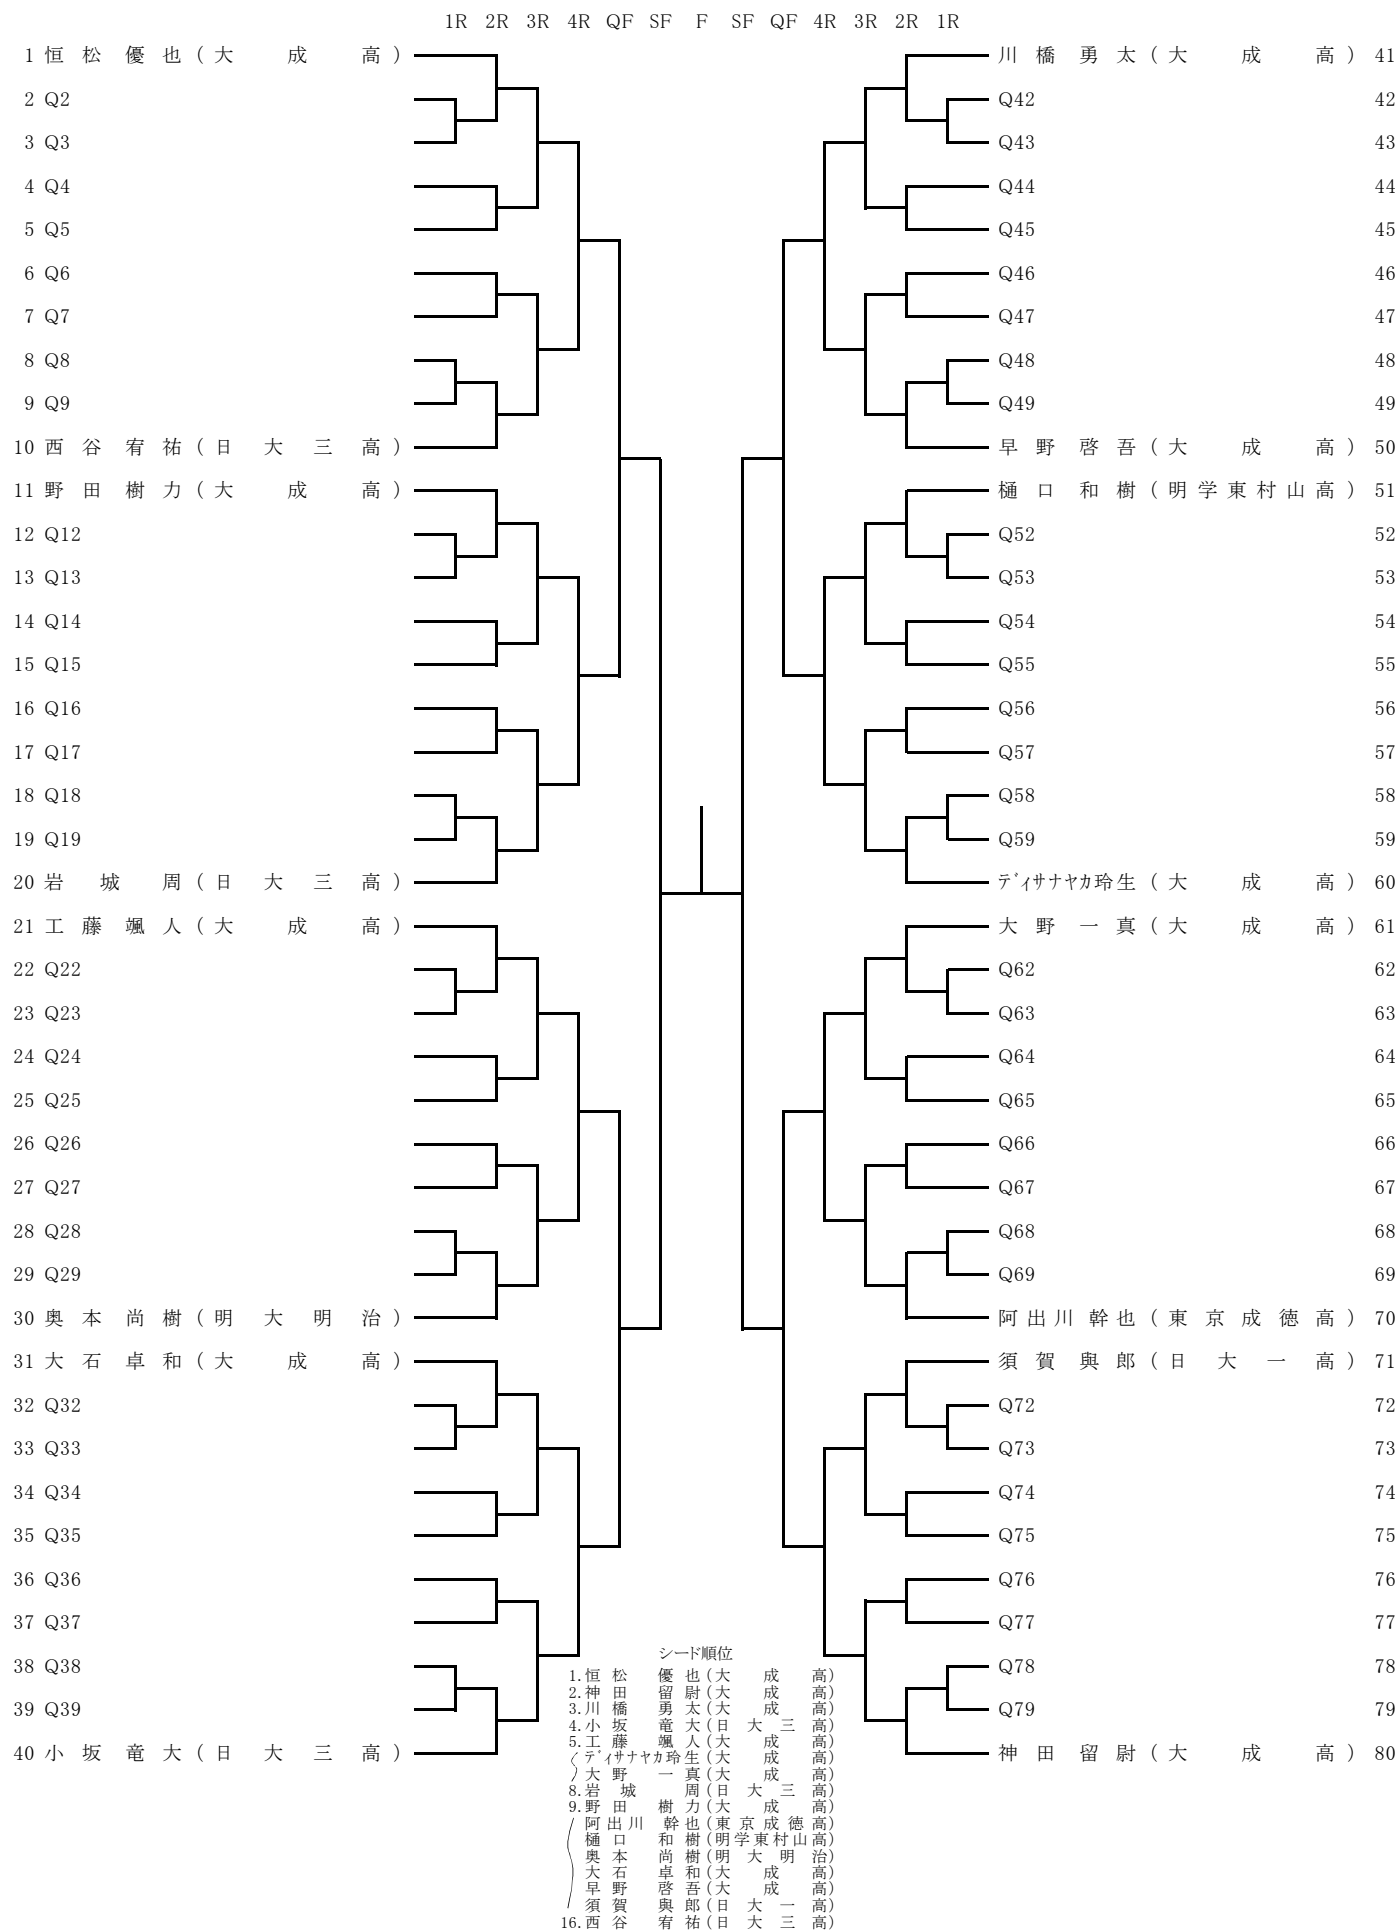 1R 2R 3R 4R QF SF F SF QF 4R 3R 2R 1R
1 恒松 優也(大成高)
2 Q2
3 Q3
4 Q4
5 Q5
6 Q6
7 Q7
8 Q8
9 Q9
10 西谷 宥祐(日大三高)
11 野田 樹力(大成高)
12 Q12
13 Q13
14 Q14
15 Q15
16 Q16
17 Q17
18 Q18
19 Q19
20 岩城 周(日大三高)
21 工藤 颯人(大成高)
22 Q22
23 Q23
24 Q24
25 Q25
26 Q26
27 Q27
28 Q28
29 Q29
30 奥本 尚樹(明大明治)
31 大石 卓和(大成高)
32 Q32
33 Q33
34 Q34
35 Q35
36 Q36
37 Q37
38 Q38
39 Q39
40 小坂 竜大(日大三高)
川橋 勇太(大成高) 41
Q42 42
Q43 43
Q44 44
Q45 45
Q46 46
Q47 47
Q48 48
Q49 49
早野 啓吾(大成高) 50
樋口 和樹(明学東村山高) 51
Q52 52
Q53 53
Q54 54
Q55 55
Q56 56
Q57 57
Q58 58
Q59 59
ディサナヤカ玲生(大成高) 60
大野 一真(大成高) 61
Q62 62
Q63 63
Q64 64
Q65 65
Q66 66
Q67 67
Q68 68
Q69 69
阿出川 幹也(東京成徳高) 70
須賀 與郎(日大一高) 71
Q72 72
Q73 73
Q74 74
Q75 75
Q76 76
Q77 77
Q78 78
Q79 79
神田 留尉(大成高) 80
シード順位
1.恒松 優也(大成高)
2.神田 留尉(大成高)
3.川橋 勇太(大成高)
4.小坂 竜大(日大三高)
5.工藤 颯人(大成高)
ディサナヤカ玲生(大成高)
大野 一真(大成高)
8.岩城 周(日大三高)
9.野田 樹力(大成高)
阿出川 幹也(東京成徳高)
樋口 和樹(明学東村山高)
奥本 尚樹(明大明治)
大石 卓和(大成高)
早野 啓吾(大成高)
須賀 與郎(日大一高)
16.西谷 宥祐(日大三高)